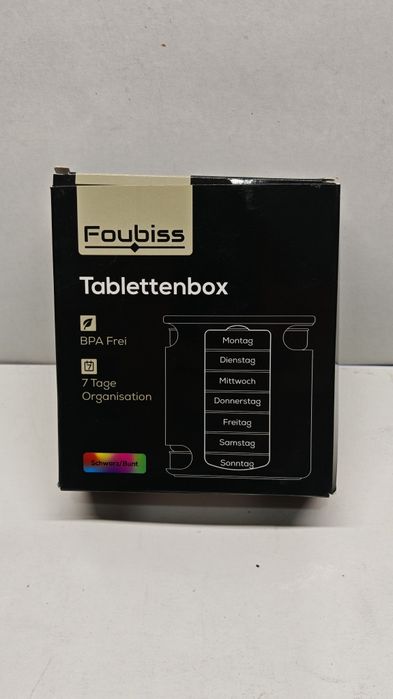 Foubiss
Tablettenbox
BPA Frei
7
7 Tage
Organisation
Schwarz/Bunt
Montag
Dienstag
Mittwoch
Donnerstag
Freitag
Samstag
Sonntag